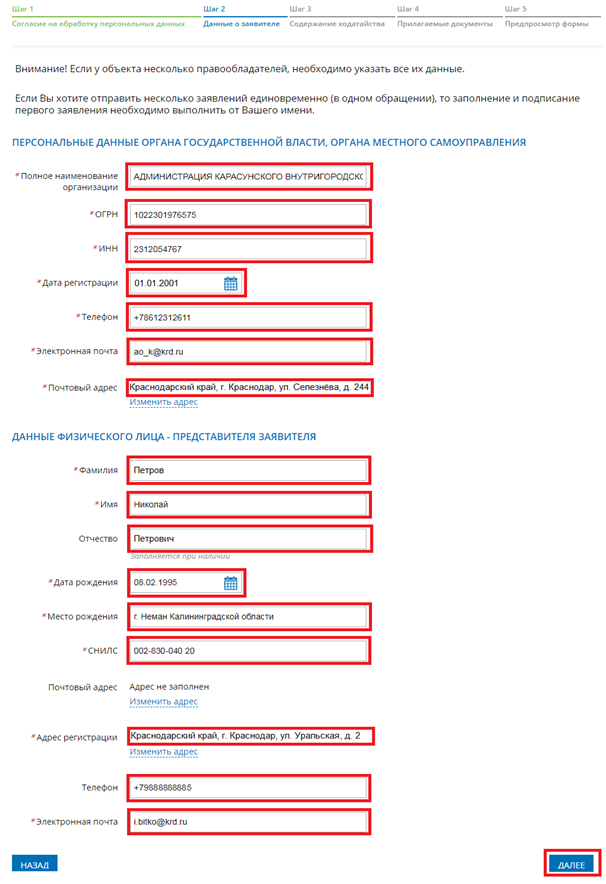 Шаг 1 Шаг 2 Шаг 3 Шаг 4 Шаг 5
Согласие на обработку персональных данных Данные о заявителе Содержание ходатайства Прилагаемые документы Предпросмотр формы
Внимание! Если у объекта несколько правообладателей, необходимо указать все их данные.
Если Вы хотите отправить несколько заявлений единовременно (в одном обращении), то заполнение и подписание
первого заявления необходимо выполнить от Вашего имени.
ПЕРСОНАЛЬНЫЕ ДАННЫЕ ОРГАНА ГОСУДАРСТВЕННОЙ ВЛАСТИ, ОРГАНА МЕСТНОГО САМОУПРАВЛЕНИЯ
*Полное наименование
организации
АДМИНИСТРАЦИЯ КАРАСУНСКОГО ВНУТРИГОРОДСКО
*ОГРН 1022301976575
*ИНН 2312054767
*Дата регистрации 01.01.2001
*Телефон +78612312611
*Электронная почта ao_k@krd.ru
*Почтовый адрес Краснодарский край, г. Краснодар, ул. Селезнёва, д. 244
Изменить адрес
ДАННЫЕ ФИЗИЧЕСКОГО ЛИЦА - ПРЕДСТАВИТЕЛЯ ЗАЯВИТЕЛЯ
*Фамилия Петров
*Имя Николай
Отчество Петрович
Заполняется при наличии
*Дата рождения 08.02.1995
*Место рождения г. Неман Калининградской области
*СНИЛС 002-830-040 20
Почтовый адрес Адрес не заполнен
Изменить адрес
*Адрес регистрации Краснодарский край, г. Краснодар, ул. Уральская, д. 2
Изменить адрес
Телефон +79888888885
*Электронная почта i.bitko@krd.ru
НАЗАД ДАЛЕЕ